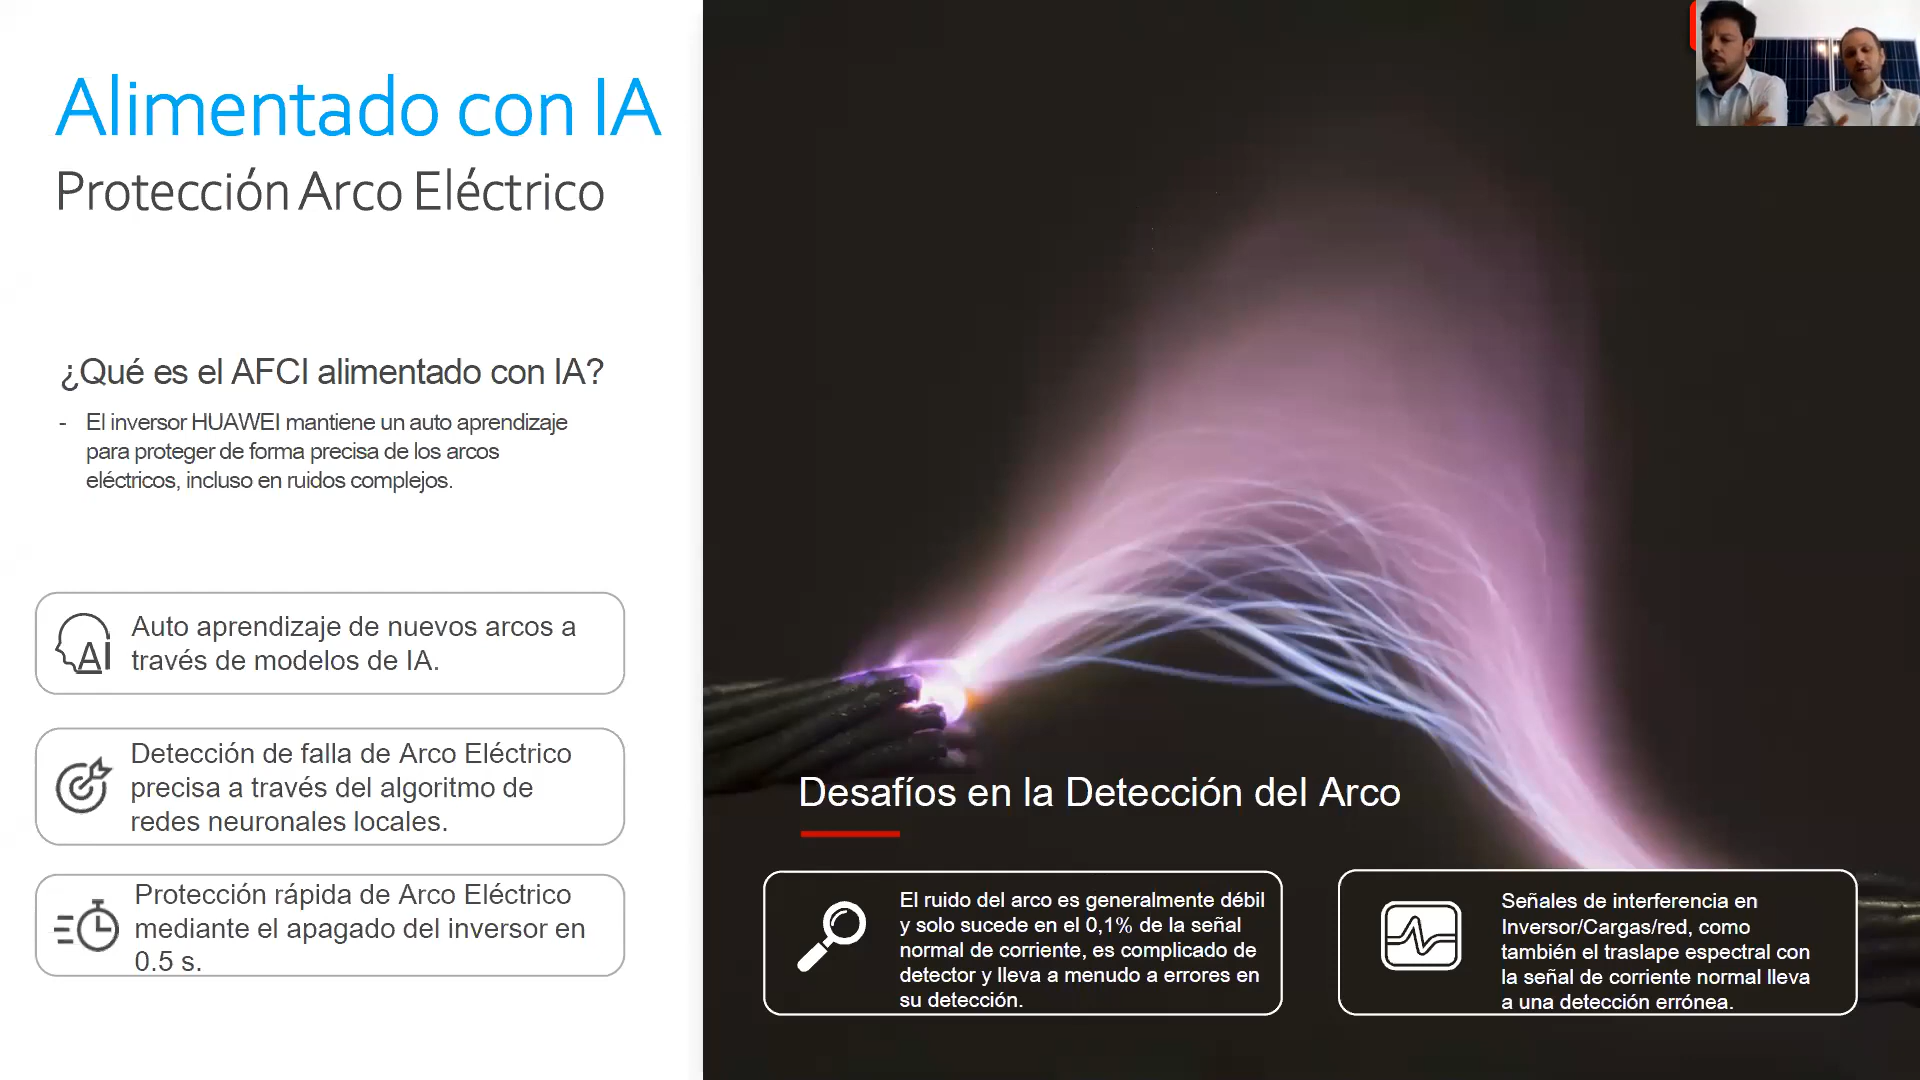 Alimentado con IA
Protección Arco Eléctrico
¿Qué es el AFCI alimentado con IA?
- El inversor HUAWEI mantiene un auto aprendizaje
para proteger de forma precisa de los arcos
eléctricos, incluso en ruidos complejos.
AI
Auto aprendizaje de nuevos arcos a
través de modelos de IA.
Detección de falla de Arco Eléctrico
precisa a través del algoritmo de
redes neuronales locales.
Protección rápida de Arco Eléctrico
mediante el apagado del inversor en
0.5 s.
Desafíos en la Detección del Arco
El ruido del arco es generalmente débil
y solo sucede en el 0,1% de la señal
normal de corriente, es complicado de
detector y lleva a menudo a errores en
su detección.
Señales de interferencia en
Inversor/Cargas/red, como
también el traslape espectral con
la señal de corriente normal lleva
a una detección errónea.